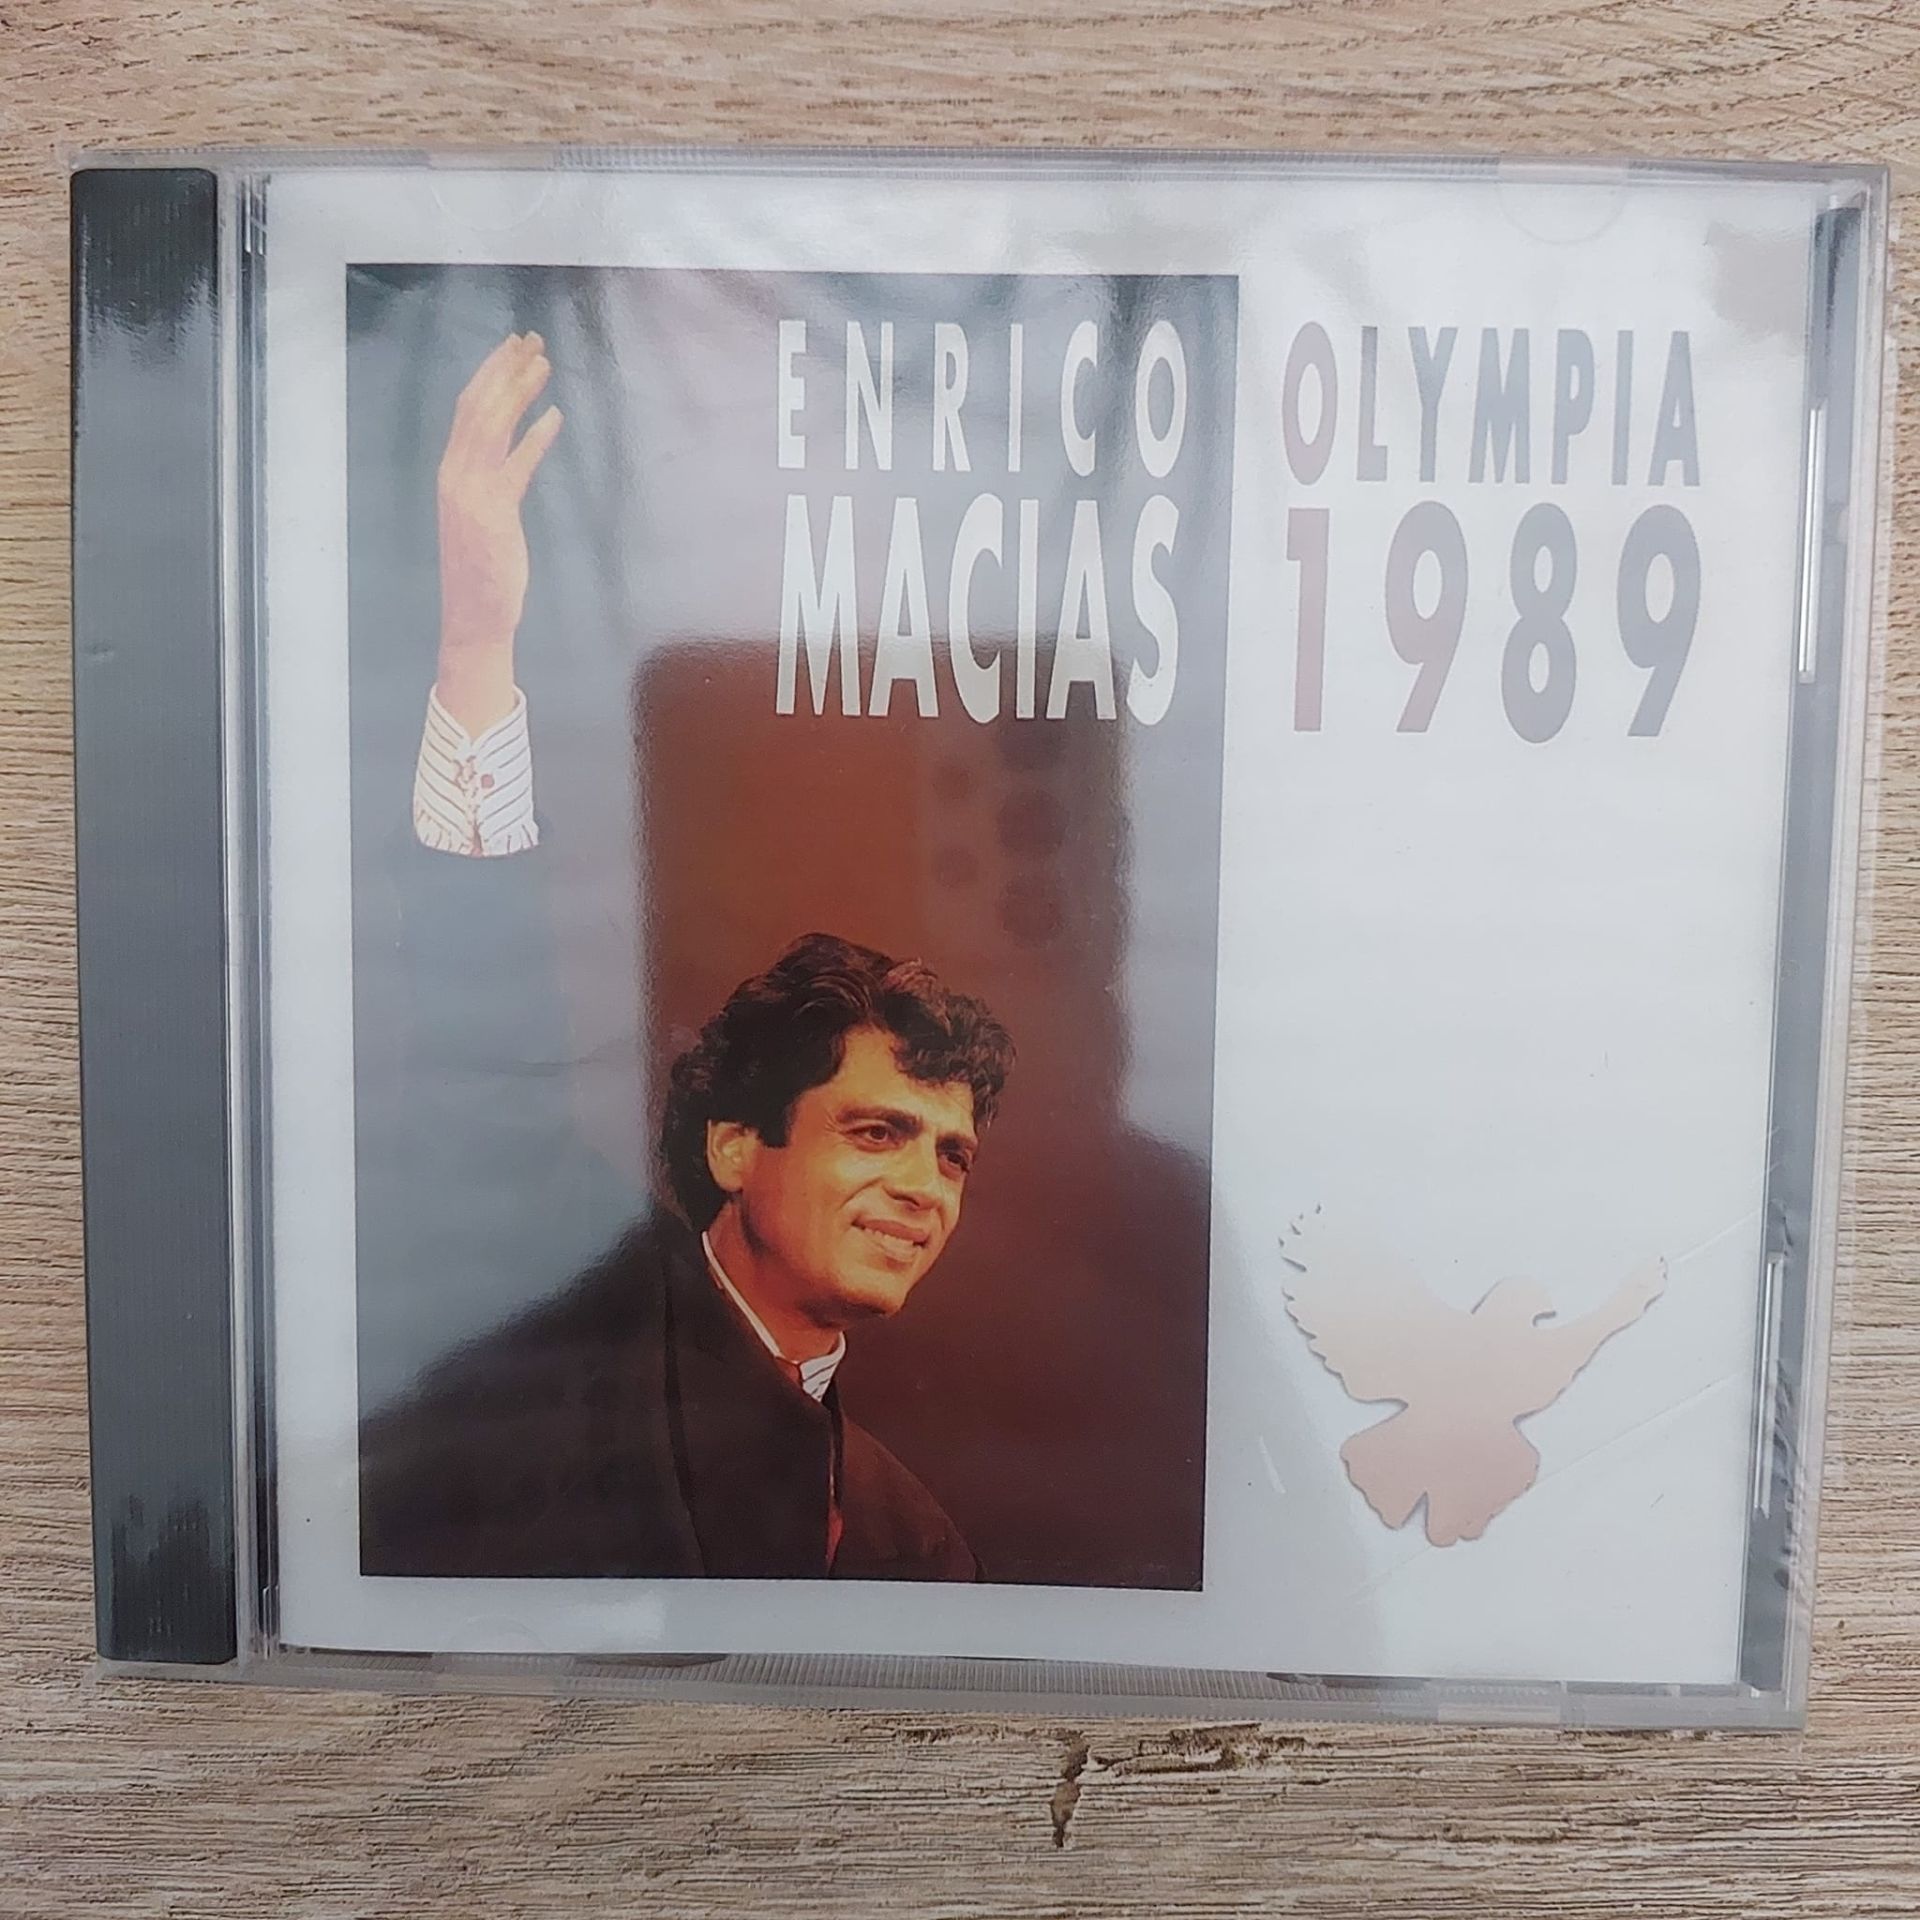 ENRICO
MACIAS
OLYMPIA
1989